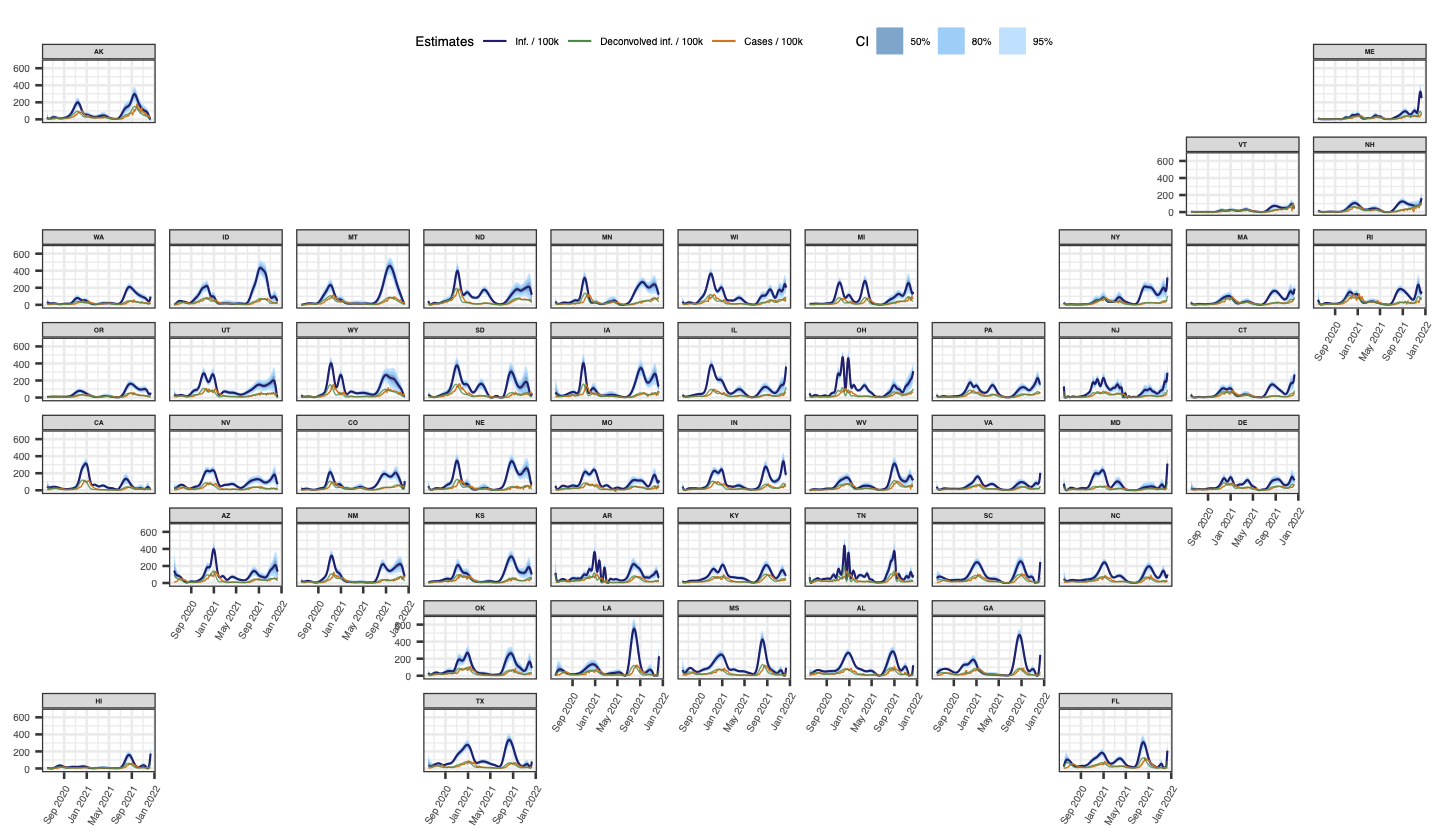 Estimates Inf. / 100k Deconvolved inf. / 100k Cases / 100k CI 50% 80% 95%
AK ME
600
400
200
0
VT NH
600
400
200
0
WA ID MT ND MN WI MI NY MA RI
600
400
200
0
OR UT WY SD IA IL OH PA NJ CT
600
400
200
0
Sep 2020 Jan 2021 May 2021 Sep 2021 Jan 2022
CA NV CO NE MO IN WV VA MD DE
600
400
200
0
Sep 2020 Jan 2021 May 2021 Sep 2021 Jan 2022
AZ NM KS AR KY TN SC NC
600
400
200
0
Sep 2020 Jan 2021 May 2021 Sep 2021 Jan 2022 Sep 2020 Jan 2021 May 2021 Sep 2021 Jan 2022
OK LA MS AL GA
600
400
200
0
Sep 2020 Jan 2021 May 2021 Sep 2021 Jan 2022 Sep 2020 Jan 2021 May 2021 Sep 2021 Jan 2022 Sep 2020 Jan 2021 May 2021 Sep 2021 Jan 2022 Sep 2020 Jan 2021 May 2021 Sep 2021 Jan 2022
HI TX FL
600
400
200
0
Sep 2020 Jan 2021 May 2021 Sep 2021 Jan 2022 Sep 2020 Jan 2021 May 2021 Sep 2021 Jan 2022 Sep 2020 Jan 2021 May 2021 Sep 2021 Jan 2022